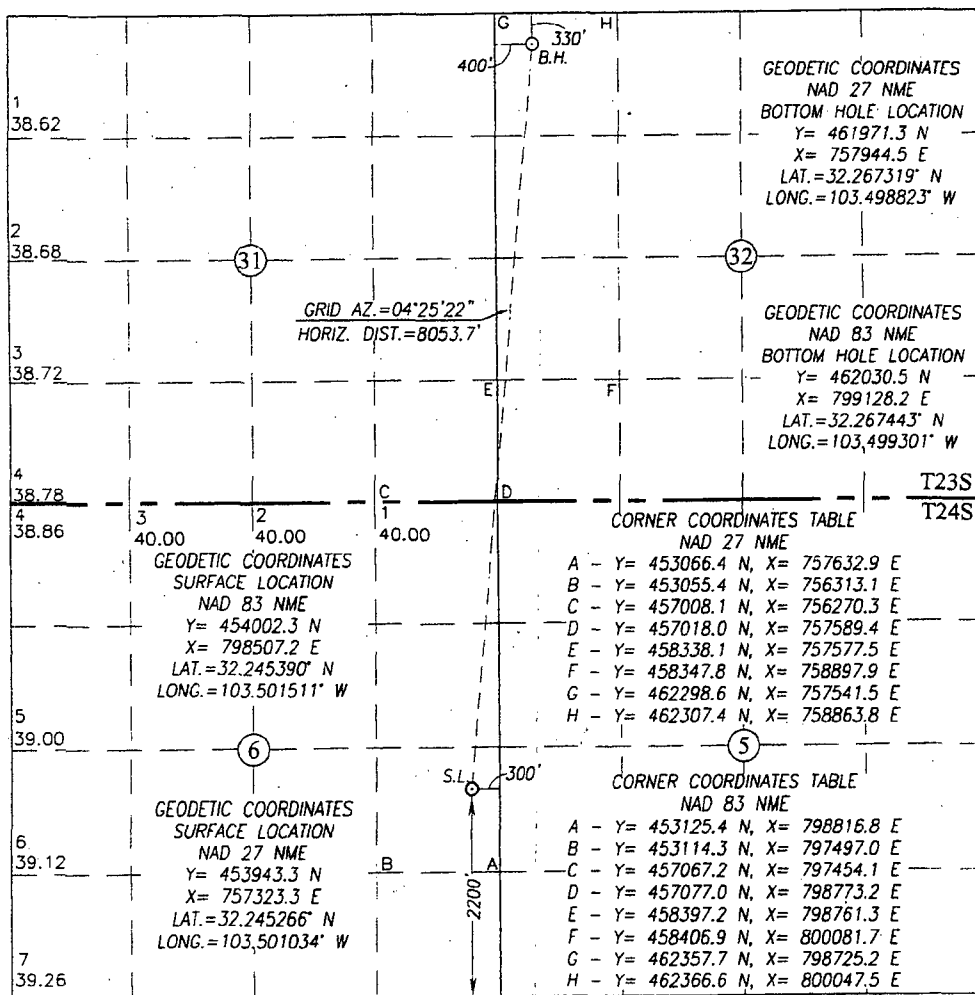 G H
330'
400'
B.H.
GEODETIC COORDINATES
NAD 27 NME
BOTTOM HOLE LOCATION
Y= 461971.3 N
X= 757944.5 E
LAT.=32.267319° N
LONG.=103.498823° W
1
38.62
2
38.68
31
32
GRID AZ.=04°25'22"
HORIZ. DIST.=8053.7'
GEODETIC COORDINATES
NAD 83 NME
BOTTOM HOLE LOCATION
Y= 462030.5 N
X= 799128.2 E
LAT.=32.267443° N
LONG.=103.499301° W
3
38.72
E F
4
38.78
C D
T23S
T24S
4
38.86
3
40.00
2
40.00
1
40.00
GEODETIC COORDINATES
SURFACE LOCATION
NAD 83 NME
Y= 454002.3 N
X= 798507.2 E
LAT.=32.245390° N
LONG.=103.501511° W
CORNER COORDINATES TABLE
NAD 27 NME
A - Y= 453066.4 N, X= 757632.9 E
B - Y= 453055.4 N, X= 756313.1 E
C - Y= 457008.1 N, X= 756270.3 E
D - Y= 457018.0 N, X= 757589.4 E
E - Y= 458338.1 N, X= 757577.5 E
F - Y= 458347.8 N, X= 758897.9 E
G - Y= 462298.6 N, X= 757541.5 E
H - Y= 462307.4 N, X= 758863.8 E
5
39.00
6
5
S.L.
300'
GEODETIC COORDINATES
SURFACE LOCATION
NAD 27 NME
Y= 453943.3 N
X= 757323.3 E
LAT.=32.245266° N
LONG.=103.501034° W
CORNER COORDINATES TABLE
NAD 83 NME
A - Y= 453125.4 N, X= 798816.8 E
B - Y= 453114.3 N, X= 797497.0 E
C - Y= 457067.2 N, X= 797454.1 E
D - Y= 457077.0 N, X= 798773.2 E
E - Y= 458397.2 N, X= 798761.3 E
F - Y= 458406.9 N, X= 800081.7 E
G - Y= 462357.7 N, X= 798725.2 E
H - Y= 462366.6 N, X= 800047.5 E
6
39.12
B A
2200'
7
39.26